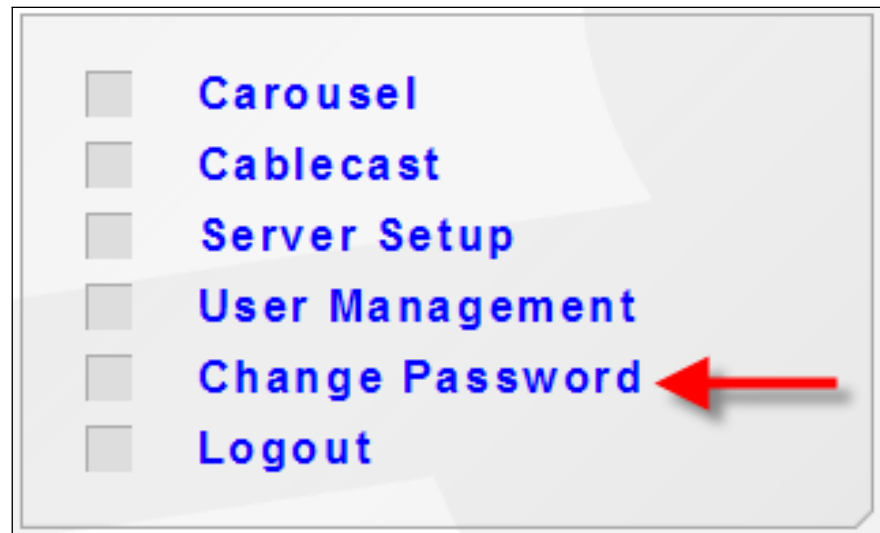 Carousel
Cablecast
Server Setup
User Management
Change Password
Logout